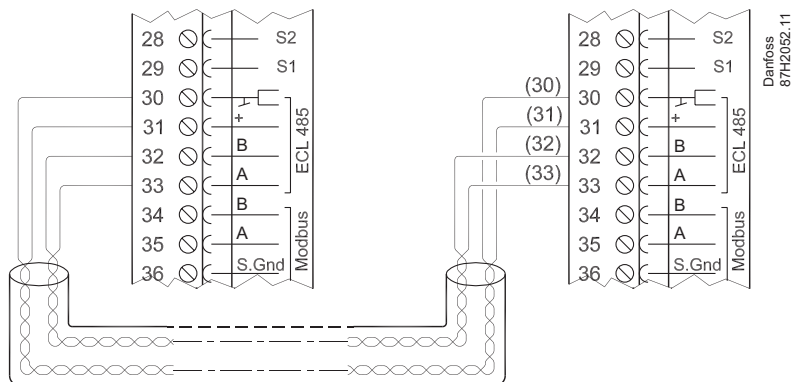 28 S2
29 S1
30
31 +
32 B
33 A
ECL 485
34 B
35 A
36 S.Gnd
Modbus
28 S2
29 S1
(30) 30
(31) 31 +
(32) 32 B
(33) 33 A
ECL 485
34 B
35 A
36 S.Gnd
Modbus
Danfoss
87H2052.11